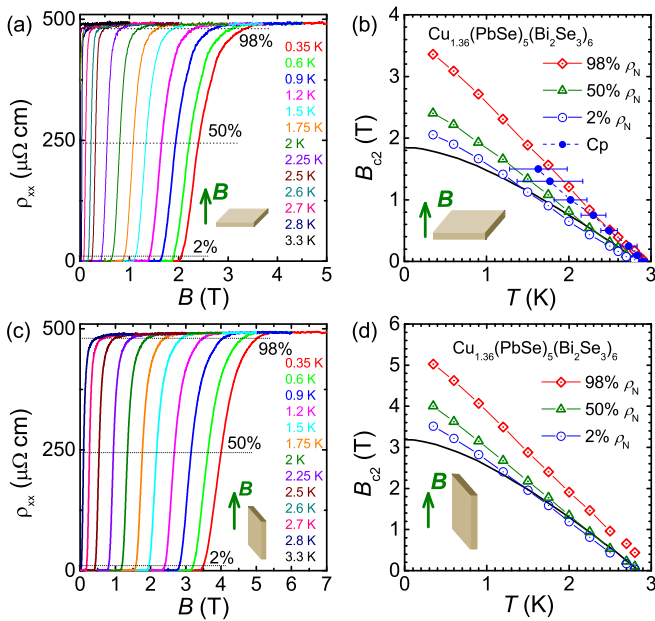 (a)
500
250
0
ρxx (μΩ cm)
98%
50%
2%
B
0.35 K
0.6 K
0.9 K
1.2 K
1.5 K
1.75 K
2 K
2.25 K
2.5 K
2.6 K
2.7 K
2.8 K
3.3 K
0 1 2 3 4 5
B (T)
(b)
4
3
2
1
0
Bc2 (T)
Cu1.36(PbSe)5(Bi2Se3)6
98% ρN
50% ρN
2% ρN
Cp
B
0 1 2 3
T (K)
(c)
500
250
0
ρxx (μΩ cm)
98%
50%
2%
B
0.35 K
0.6 K
0.9 K
1.2 K
1.5 K
1.75 K
2 K
2.25 K
2.5 K
2.6 K
2.7 K
2.8 K
3.3 K
0 1 2 3 4 5 6 7
B (T)
(d)
6
5
4
3
2
1
0
Bc2 (T)
Cu1.36(PbSe)5(Bi2Se3)6
98% ρN
50% ρN
2% ρN
B
0 1 2 3
T (K)